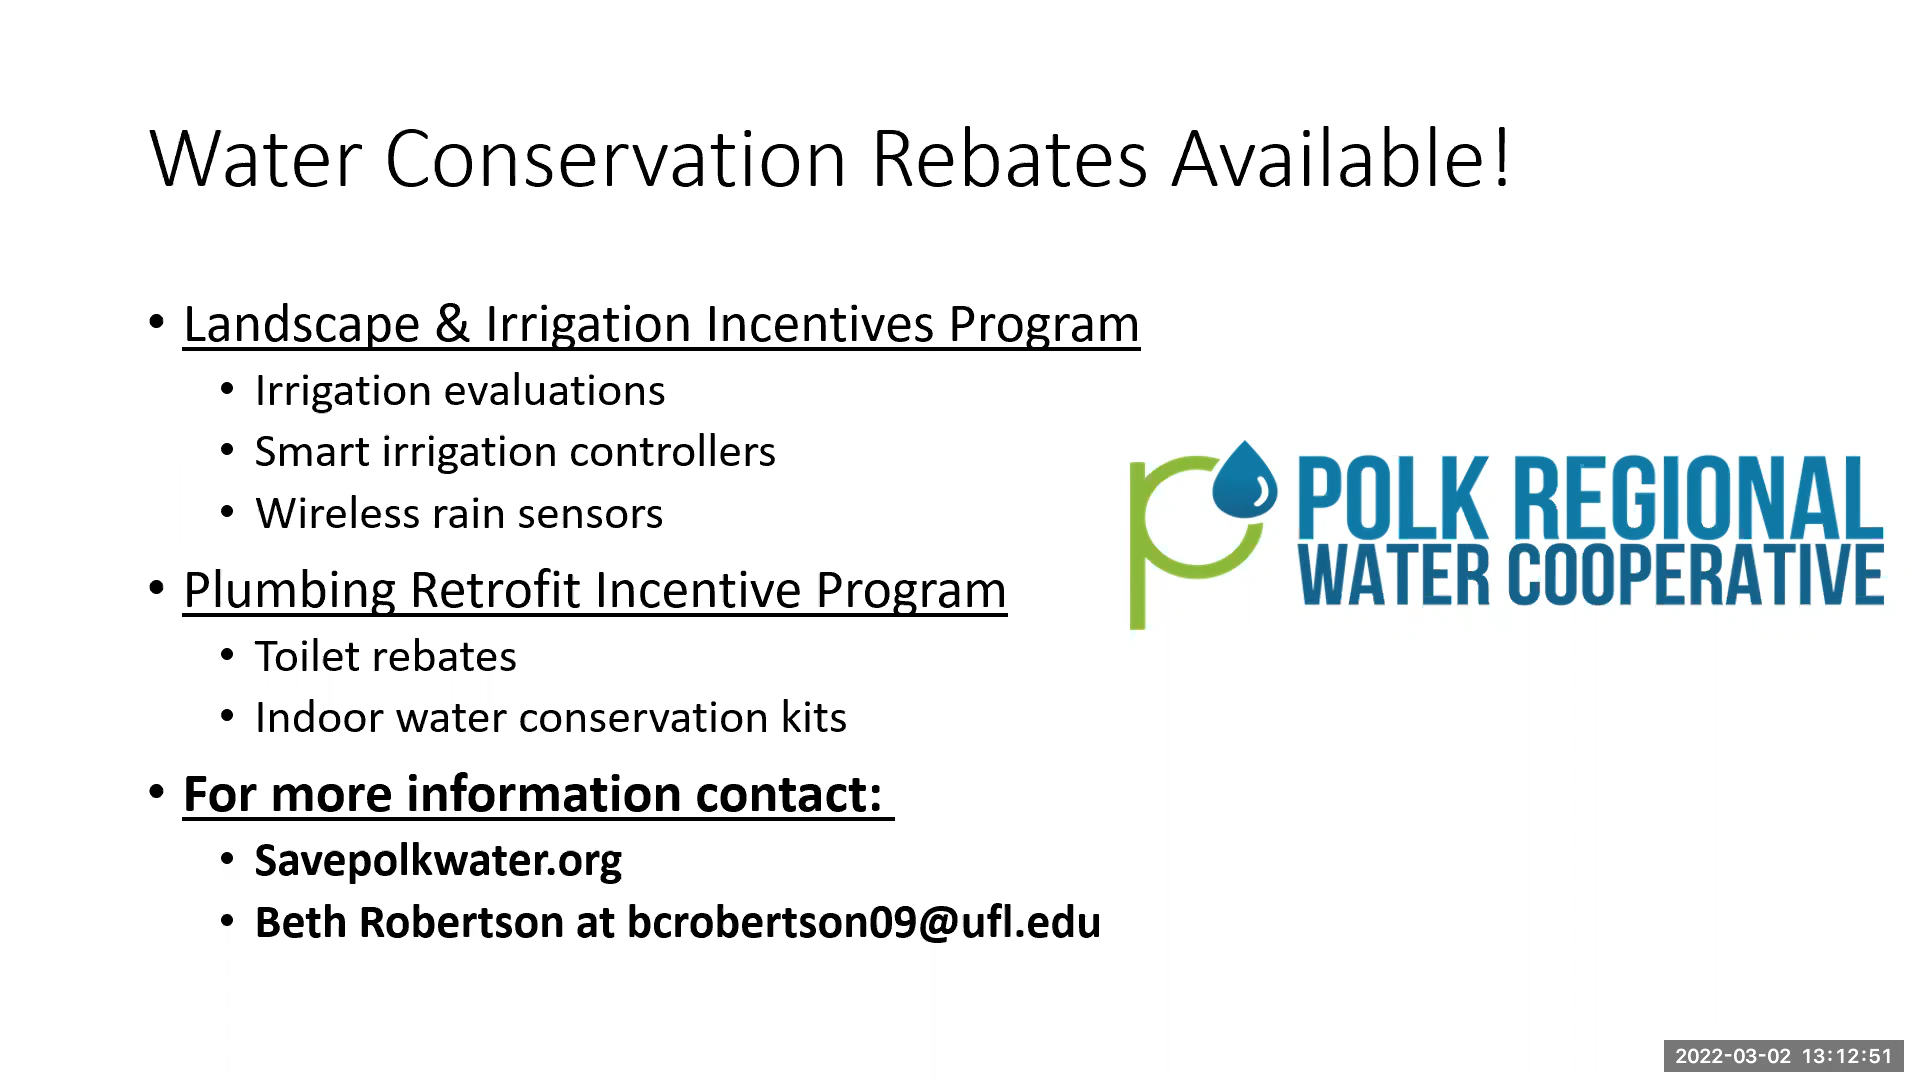 Water Conservation Rebates Available!
• Landscape & Irrigation Incentives Program
• Irrigation evaluations
• Smart irrigation controllers
• Wireless rain sensors
• Plumbing Retrofit Incentive Program
• Toilet rebates
• Indoor water conservation kits
• For more information contact:
• Savepolkwater.org
• Beth Robertson at bcrobertson09@ufl.edu
POLK REGIONAL
WATER COOPERATIVE
2022-03-02 13:12:51